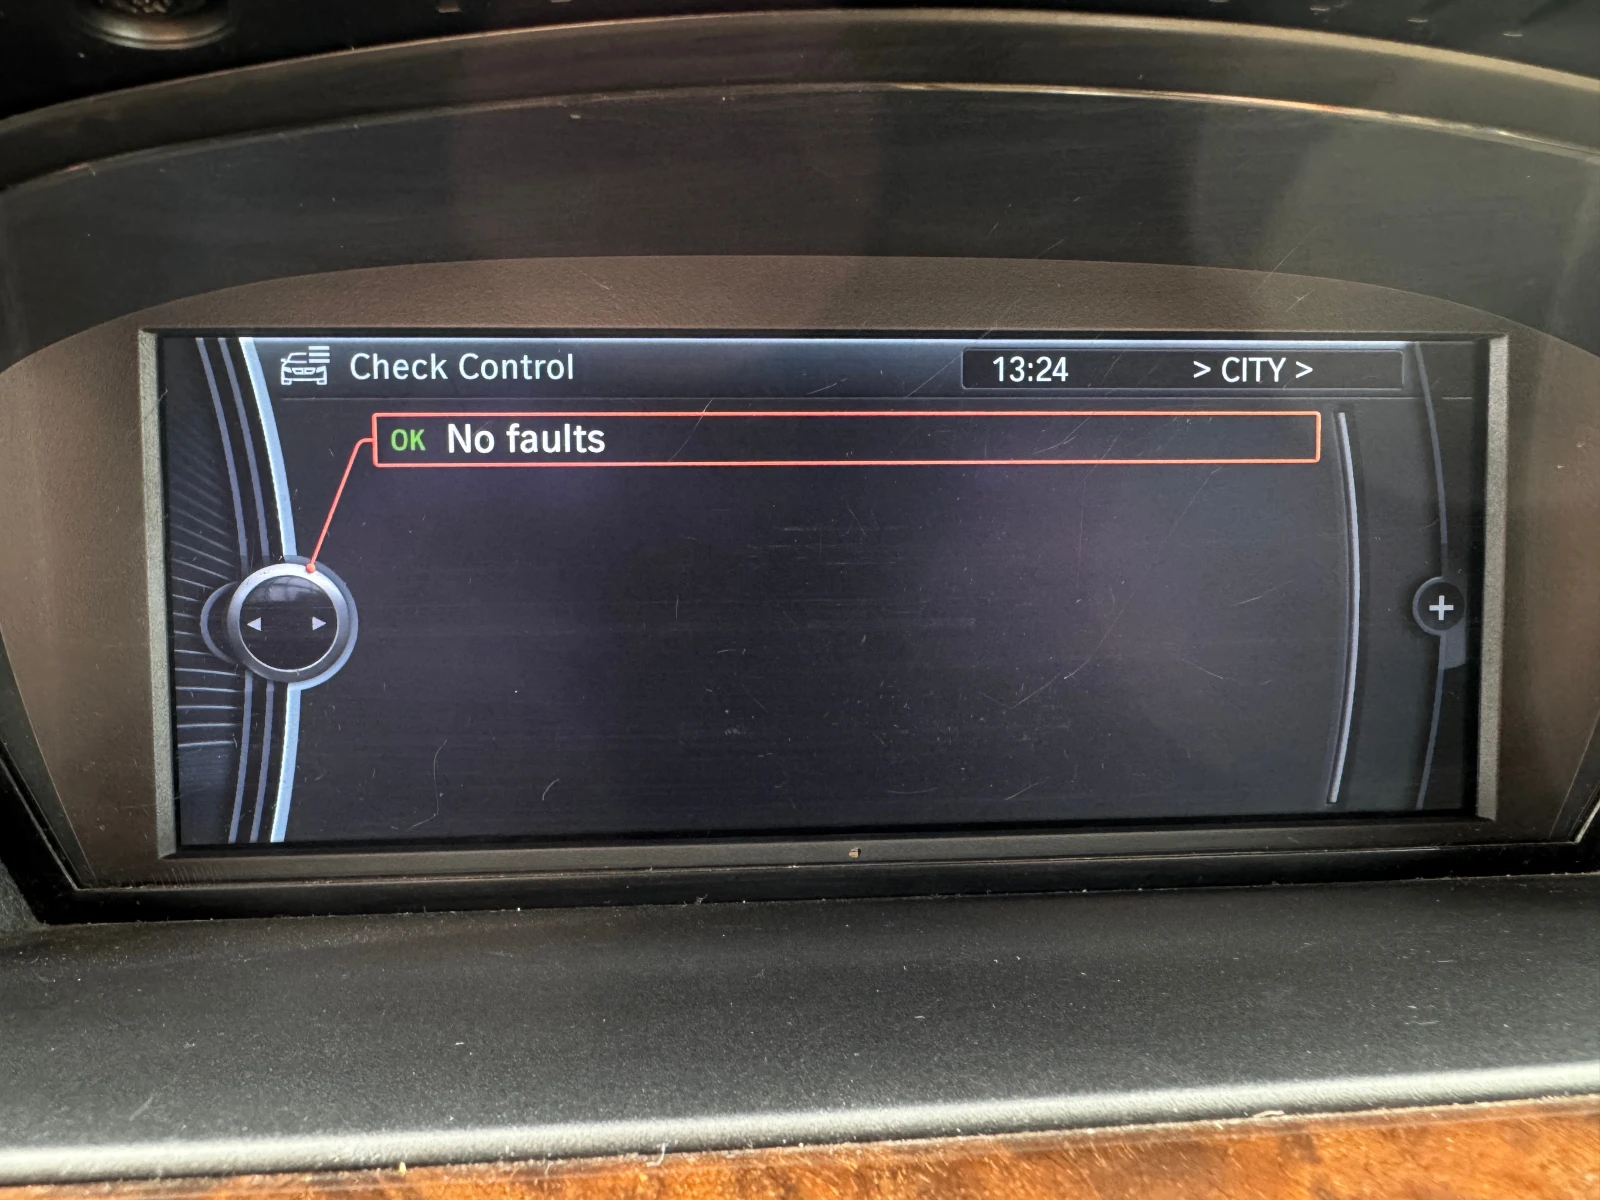 Check Control
13:24 > CITY >
OK No faults